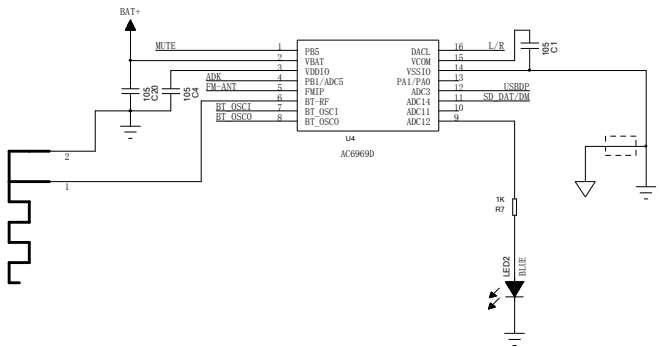 BAT+
MUTE
1
2
3
4
5
6
7
8
ADK
FM-ANT
BT_OSCI
BT_OSCO
PB5
VBAT
VDDIO
PB1/ADC5
FMIP
BT-RF
BT_OSCI
BT_OSCO
DACL
VCOM
VSSIO
PA1/PA0
ADC3
ADC14
ADC11
ADC12
16
15
14
13
12
11
10
9
L/R
USBDP
SD_DAT/DM
105
C1
105
C20
105
C4
U4
AC6969D
2
1
1K
R7
LED2
BLUE